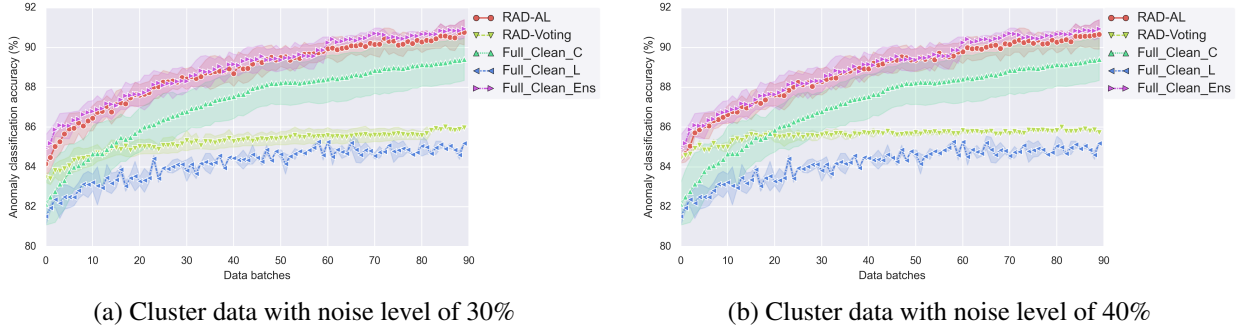 92
90
88
86
84
82
80
Anomaly classification accuracy (%)
0 10 20 30 40 50 60 70 80 90
Data batches
RAD-AL
RAD-Voting
Full_Clean_C
Full_Clean_L
Full_Clean_Ens
(a) Cluster data with noise level of 30%
92
90
88
86
84
82
80
Anomaly classification accuracy (%)
0 10 20 30 40 50 60 70 80 90
Data batches
RAD-AL
RAD-Voting
Full_Clean_C
Full_Clean_L
Full_Clean_Ens
(b) Cluster data with noise level of 40%